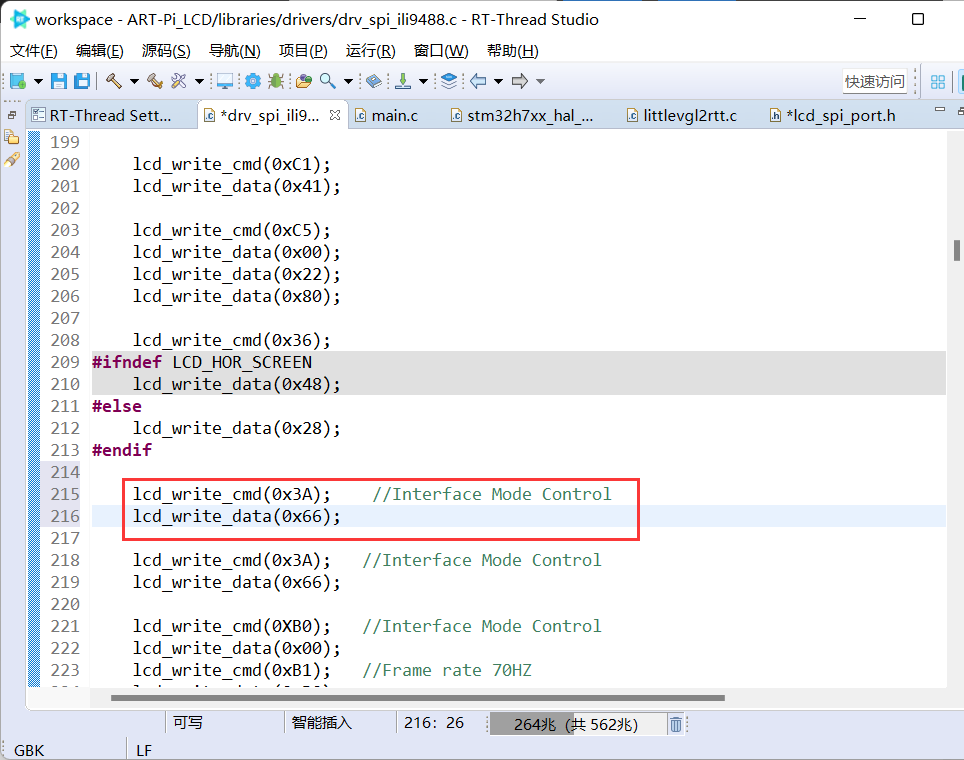 workspace - ART-Pi_LCD/libraries/drivers/drv_spi_ili9488.c - RT-Thread Studio
文件(F) 编辑(E) 源码(S) 导航(N) 项目(P) 运行(R) 窗口(W) 帮助(H)
快速访问
RT-Thread Sett... *drv_spi_ili9... main.c stm32h7xx_hal_... littlevgl2rtt.c *lcd_spi_port.h
199
200 lcd_write_cmd(0xC1);
201 lcd_write_data(0x41);
202
203 lcd_write_cmd(0xC5);
204 lcd_write_data(0x00);
205 lcd_write_data(0x22);
206 lcd_write_data(0x80);
207
208 lcd_write_cmd(0x36);
209 #ifndef LCD_HOR_SCREEN
210 lcd_write_data(0x48);
211 #else
212 lcd_write_data(0x28);
213 #endif
214
215 lcd_write_cmd(0x3A); //Interface Mode Control
216 lcd_write_data(0x66);
217
218 lcd_write_cmd(0x3A); //Interface Mode Control
219 lcd_write_data(0x66);
220
221 lcd_write_cmd(0XB0); //Interface Mode Control
222 lcd_write_data(0x00);
223 lcd_write_cmd(0xB1); //Frame rate 70HZ
可写 智能插入 216: 26 264兆 (共 562兆)
GBK LF